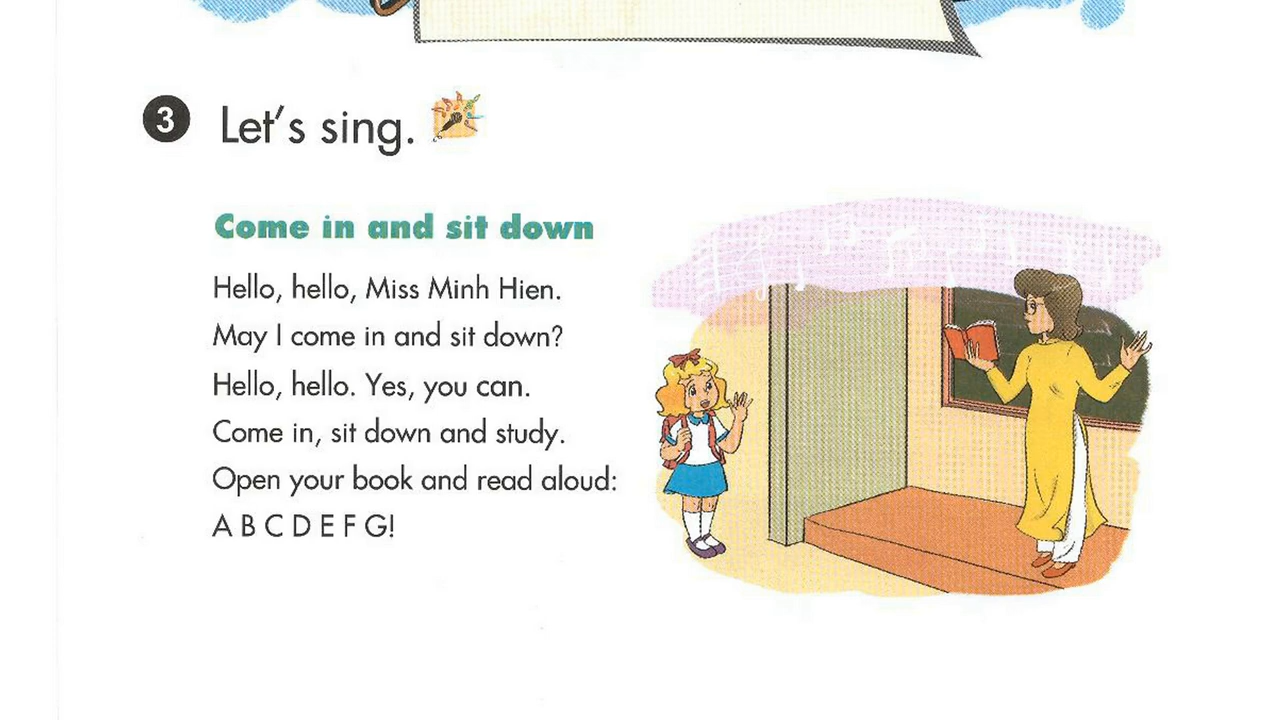 3 Let's sing.
Come in and sit down
Hello, hello, Miss Minh Hien.
May I come in and sit down?
Hello, hello. Yes, you can.
Come in, sit down and study.
Open your book and read aloud:
A B C D E F G!